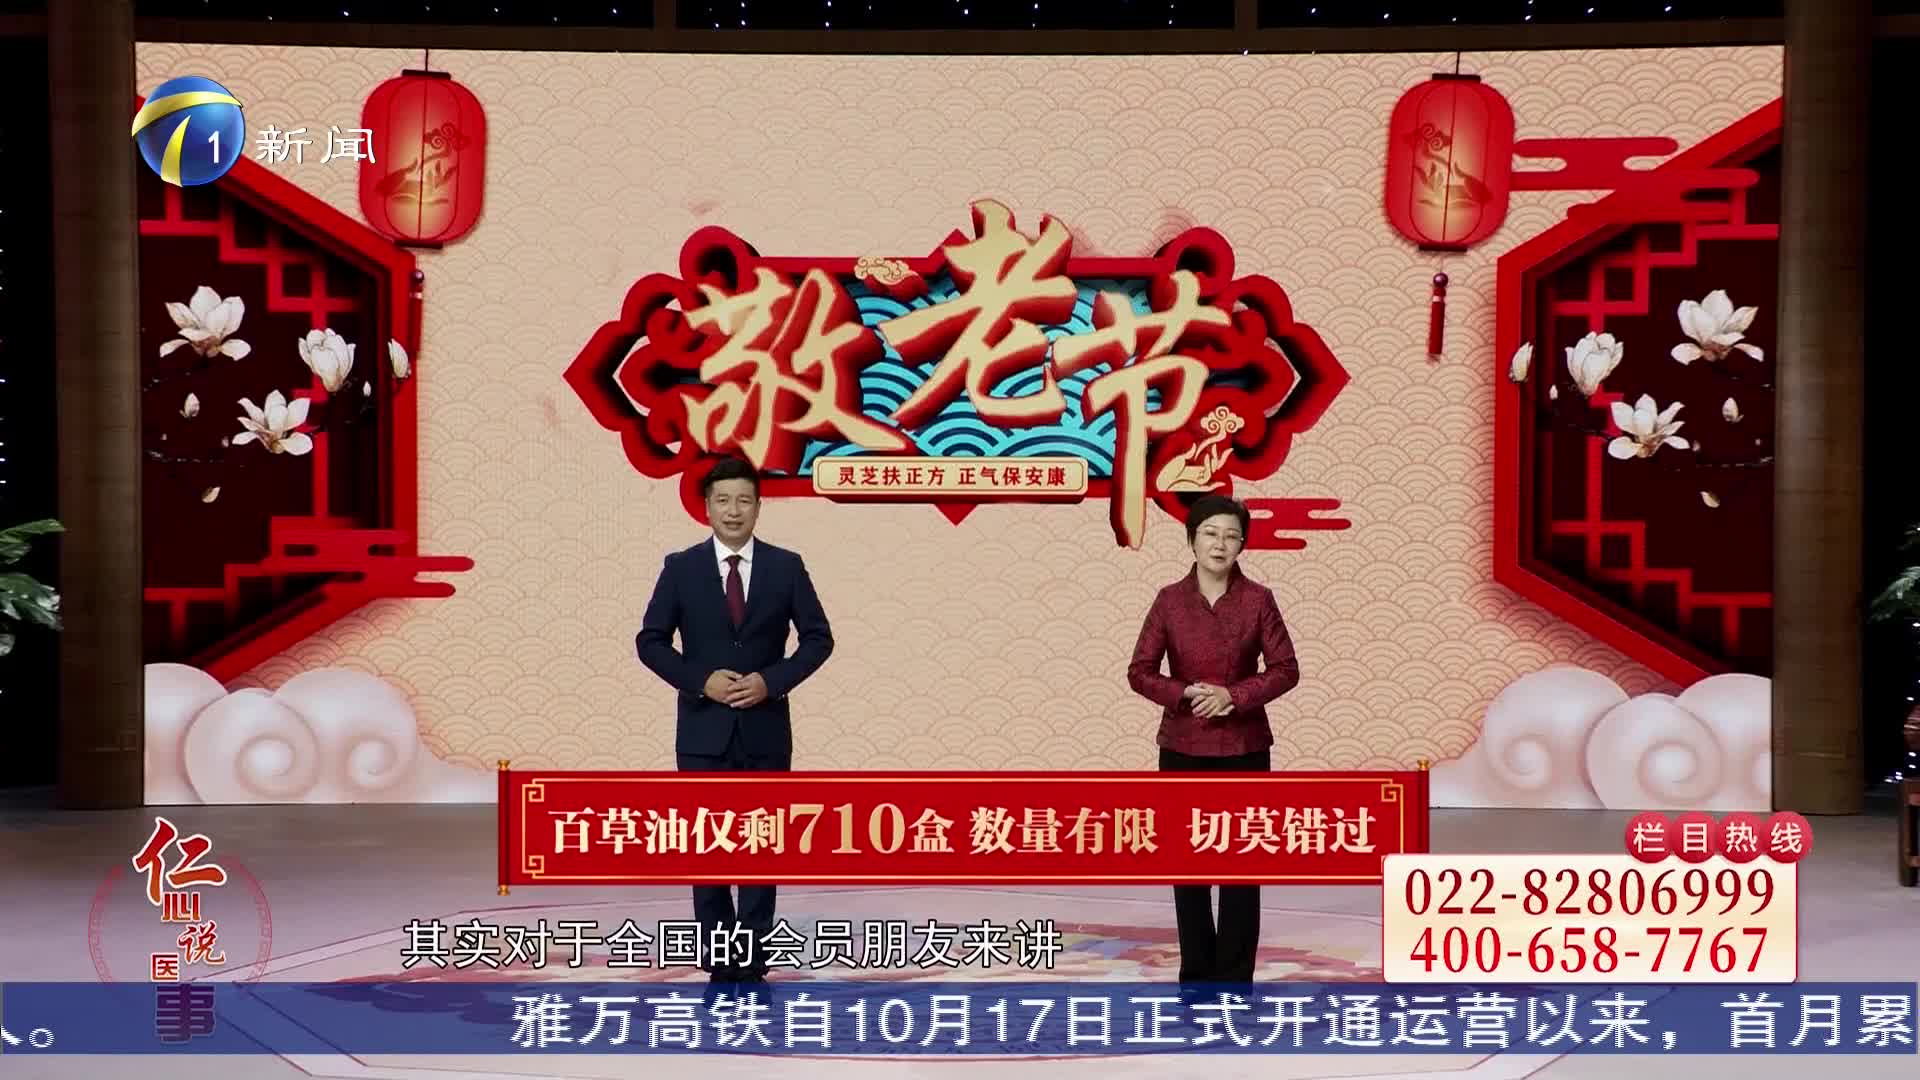 1 新闻
敬老节
灵芝扶正方 正气保安康
百草油仅剩710盒 数量有限 切莫错过
栏目热线
022-82806999
400-658-7767
仁心说医事
其实对于全国的会员朋友来讲
人。 雅万高铁自10月17日正式开通运营以来，首月累